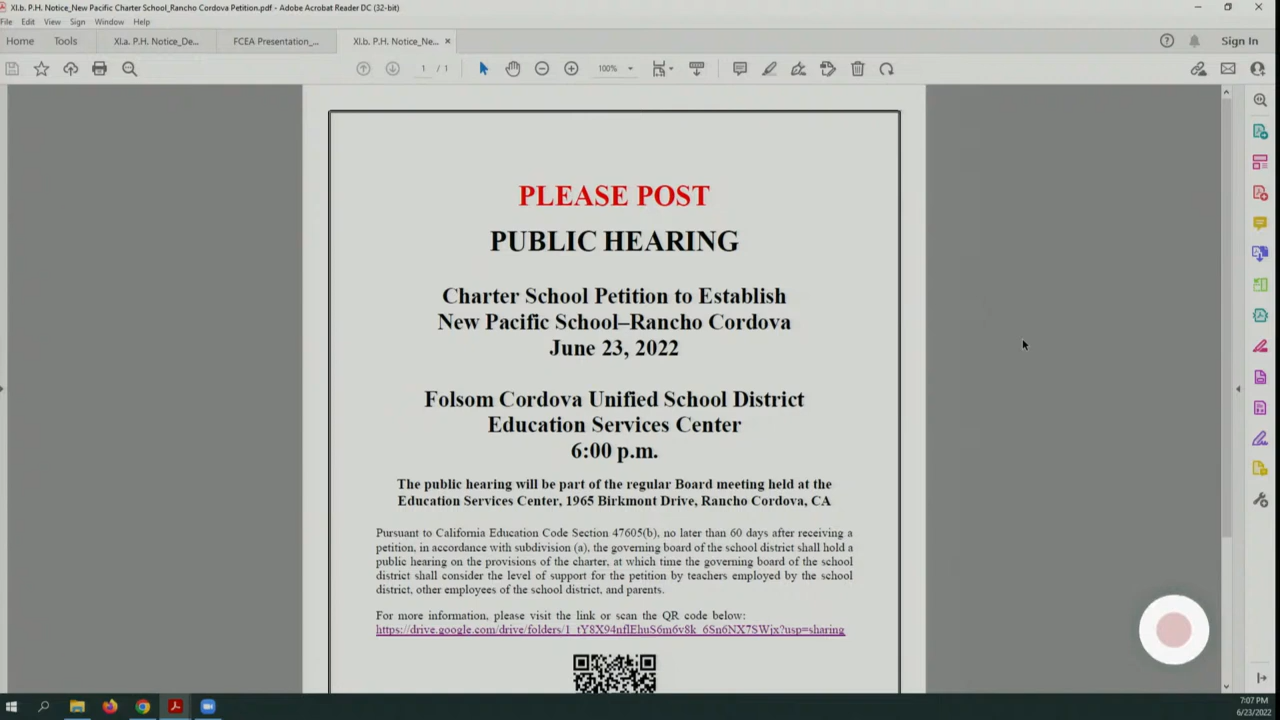 XI.b. P.H. Notice_New Pacific Charter School_Rancho Cordova Petition.pdf - Adobe Acrobat Reader DC (32-bit)
File Edit View Sign Window Help
Home Tools XI.a. P.H. Notice_De... FCEA Presentation_... XI.b. P.H. Notice_Ne... × Sign In
1 / 1 100%
PLEASE POST
PUBLIC HEARING
Charter School Petition to Establish
New Pacific School–Rancho Cordova
June 23, 2022
Folsom Cordova Unified School District
Education Services Center
6:00 p.m.
The public hearing will be part of the regular Board meeting held at the
Education Services Center, 1965 Birkmont Drive, Rancho Cordova, CA
Pursuant to California Education Code Section 47605(b), no later than 60 days after receiving a
petition, in accordance with subdivision (a), the governing board of the school district shall hold a
public hearing on the provisions of the charter, at which time the governing board of the school
district shall consider the level of support for the petition by teachers employed by the school
district, other employees of the school district, and parents.
For more information, please visit the link or scan the QR code below:
7:07 PM
6/23/2022